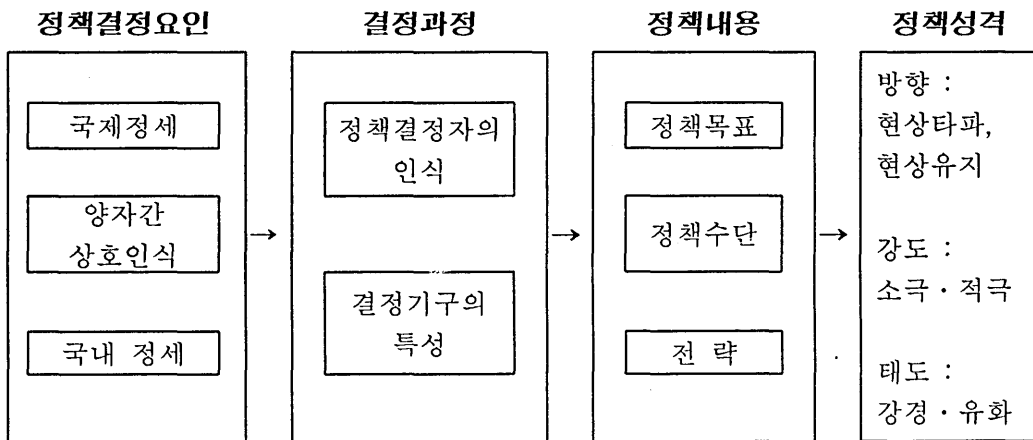 정책결정요인
국제정세
양자간
상호인식
국내 정세
→
결정과정
정책결정자의
인식
결정기구의
특성
→
정책내용
정책목표
정책수단
전 략
→
정책성격
방향 :
현상타파,
현상유지
강도 :
소극 · 적극
태도 :
강경 · 유화